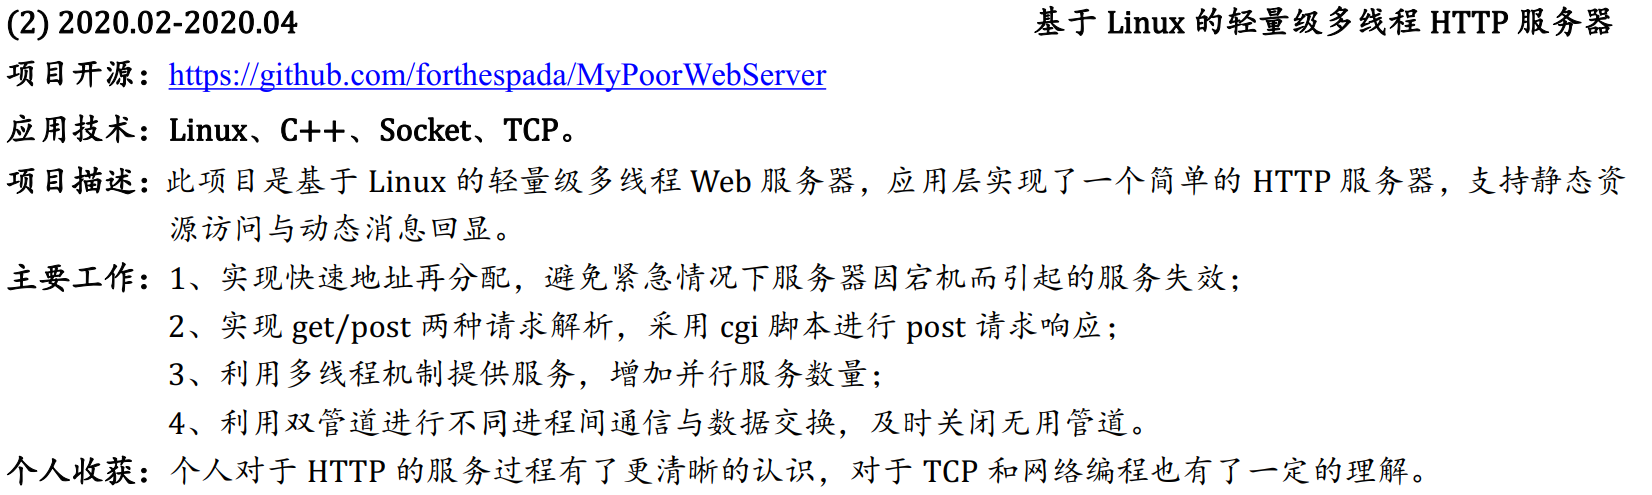 (2) 2020.02-2020.04 基于 Linux 的轻量级多线程 HTTP 服务器
项目开源：https://github.com/forthespada/MyPoorWebServer
应用技术：Linux、C++、Socket、TCP。
项目描述：此项目是基于 Linux 的轻量级多线程 Web 服务器，应用层实现了一个简单的 HTTP 服务器，支持静态资
源访问与动态消息回显。
主要工作：1、实现快速地址再分配，避免紧急情况下服务器因宕机而引起的服务失效；
2、实现 get/post 两种请求解析，采用 cgi 脚本进行 post 请求响应；
3、利用多线程机制提供服务，增加并行服务数量；
4、利用双管道进行不同进程间通信与数据交换，及时关闭无用管道。
个人收获：个人对于 HTTP 的服务过程有了更清晰的认识，对于 TCP 和网络编程也有了一定的理解。